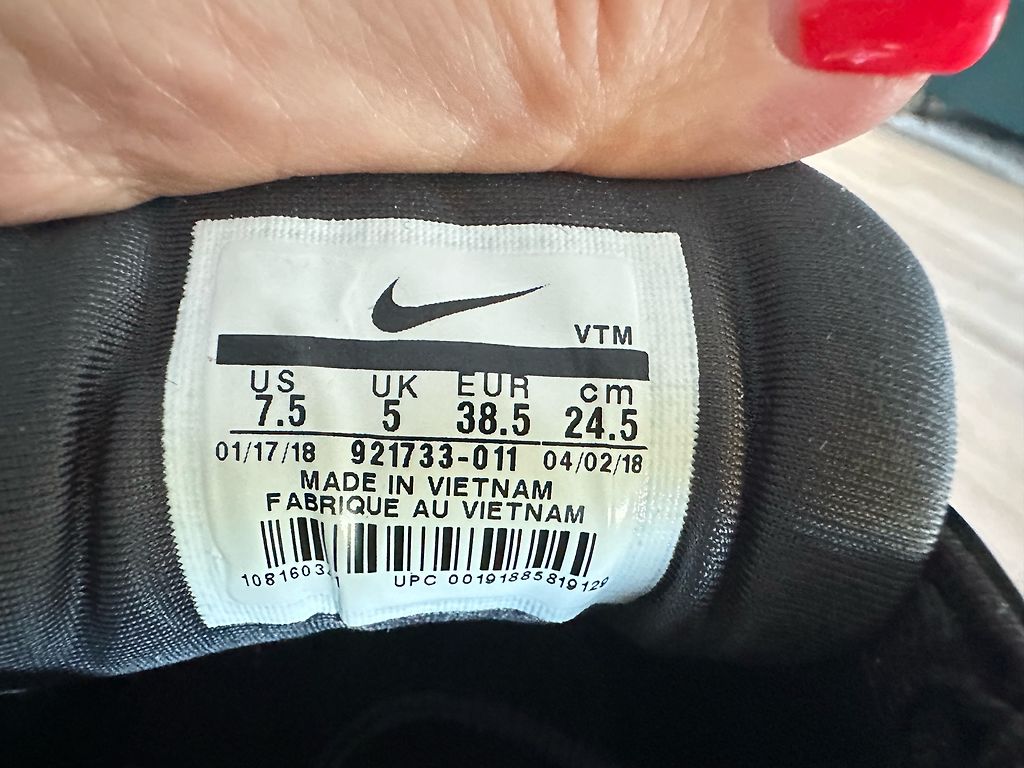 VTM
US UK EUR cm
7.5 5 38.5 24.5
01/17/18 921733-011 04/02/18
MADE IN VIETNAM
FABRIQUE AU VIETNAM
UPC